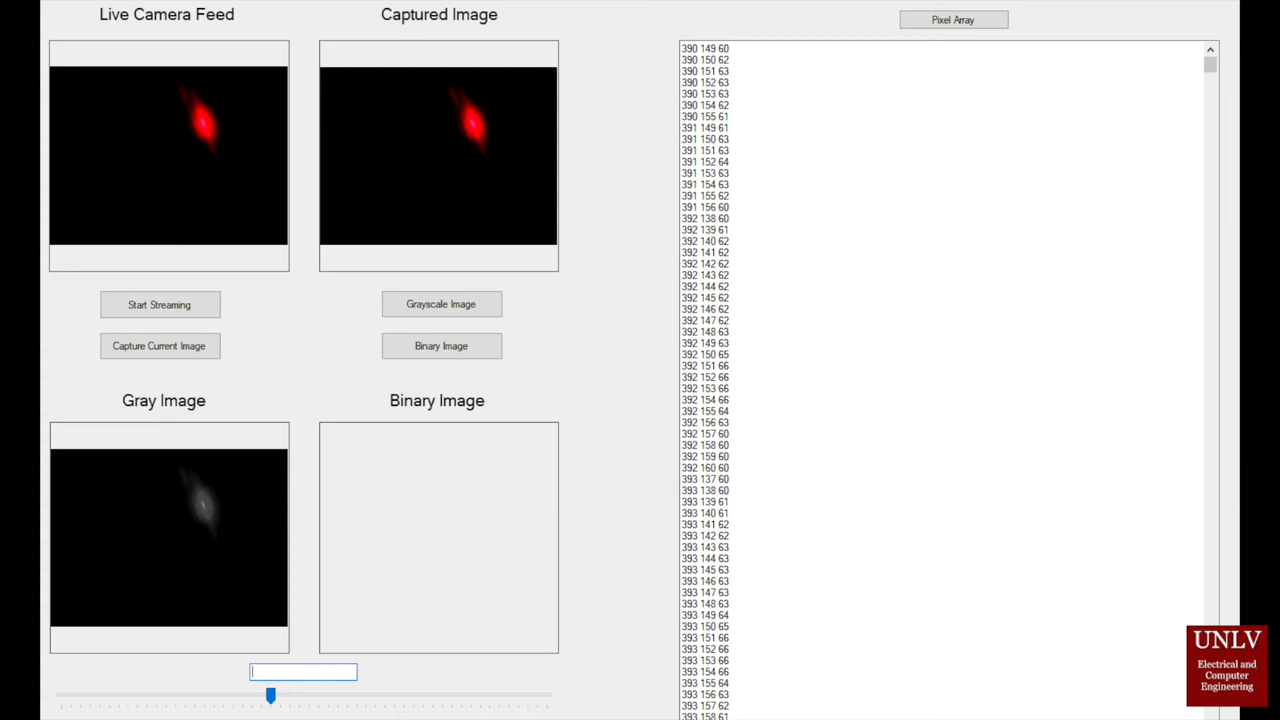 Live Camera Feed
Captured Image
Pixel Array
Start Streaming
Grayscale Image
Capture Current Image
Binary Image
Gray Image
Binary Image
390 149 60
390 150 62
390 151 63
390 152 63
390 153 63
390 154 62
390 155 61
391 149 61
391 150 63
391 151 63
391 152 64
391 153 63
391 154 63
391 155 62
391 156 60
392 138 60
392 139 61
392 140 62
392 141 62
392 142 62
392 143 62
392 144 62
392 145 62
392 146 62
392 147 62
392 148 63
392 149 63
392 150 65
392 151 66
392 152 66
392 153 66
392 154 66
392 155 64
392 156 63
392 157 60
392 158 60
392 159 60
392 160 60
393 137 60
393 138 60
393 139 61
393 140 61
393 141 62
393 142 62
393 143 63
393 144 63
393 145 63
393 146 63
393 147 63
393 148 63
393 149 64
393 150 65
393 151 66
393 152 66
393 153 66
393 154 66
393 155 64
393 156 63
393 157 62
393 158 61
UNLV
Electrical and
Computer
Engineering